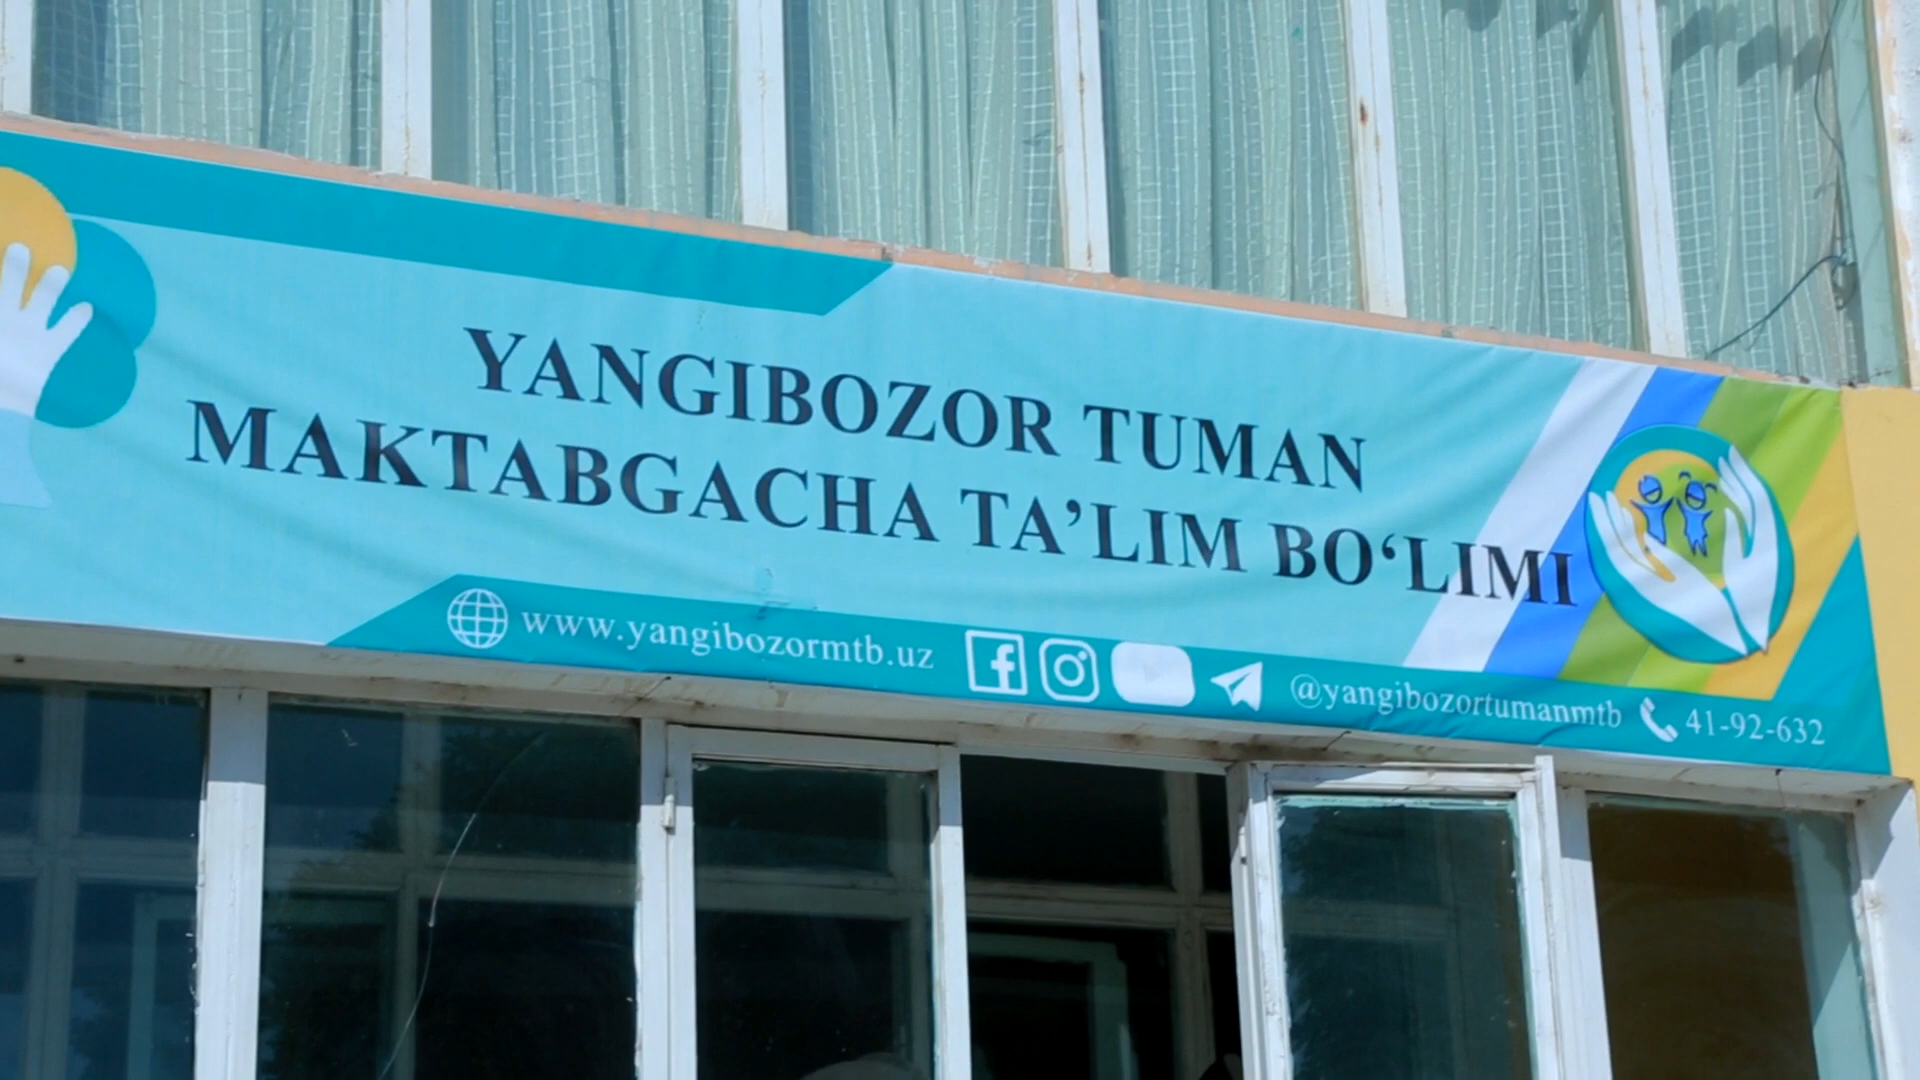 YANGIBOZOR TUMAN
MAKTABGACHA TA’LIM BO‘LIMI
www.yangibozormtb.uz @yangibozortumanmtb 41-92-632